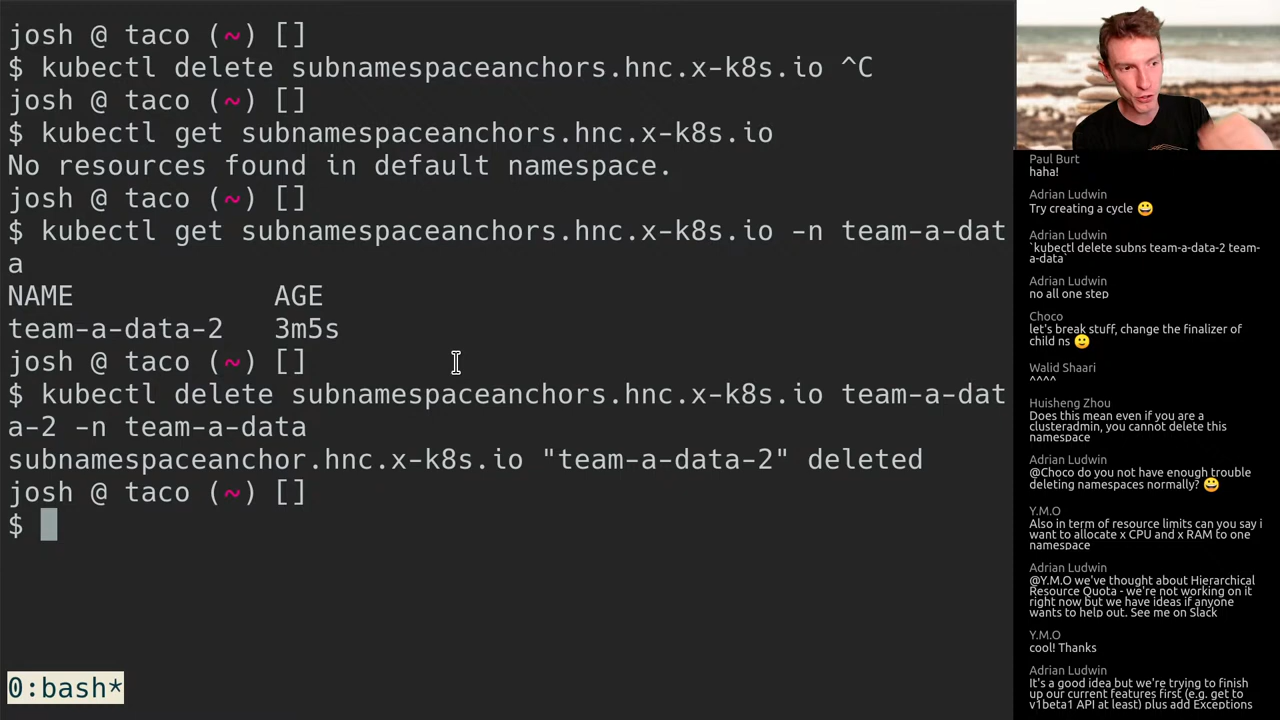 josh @ taco (~) []
$ kubectl delete subnamespaceanchors.hnc.x-k8s.io ^C
josh @ taco (~) []
$ kubectl get subnamespaceanchors.hnc.x-k8s.io
No resources found in default namespace.
josh @ taco (~) []
$ kubectl get subnamespaceanchors.hnc.x-k8s.io -n team-a-dat
a
NAME AGE
team-a-data-2 3m5s
josh @ taco (~) []
$ kubectl delete subnamespaceanchors.hnc.x-k8s.io team-a-dat
a-2 -n team-a-data
subnamespaceanchor.hnc.x-k8s.io "team-a-data-2" deleted
josh @ taco (~) []
$
0:bash*
Paul Burt
haha!
Adrian Ludwin
Try creating a cycle 😀
Adrian Ludwin
`kubectl delete subns team-a-data-2 team-
a-data`
Adrian Ludwin
no all one step
Choco
let's break stuff, change the finalizer of
child ns 🙂
Walid Shaari
^^^^
Huisheng Zhou
Does this mean even if you are a
clusteradmin, you cannot delete this
namespace
Adrian Ludwin
@Choco do you not have enough trouble
deleting namespaces normally? 😀
Y.M.O
Also in term of resource limits can you say i
want to allocate x CPU and x RAM to one
namespace
Adrian Ludwin
@Y.M.O we've thought about Hierarchical
Resource Quota - we're not working on it
right now but we have ideas if anyone
wants to help out. See me on Slack
Y.M.O
cool! Thanks
Adrian Ludwin
It's a good idea but we're trying to finish
up our current features first (e.g. get to
v1beta1 API at least) plus add Exceptions